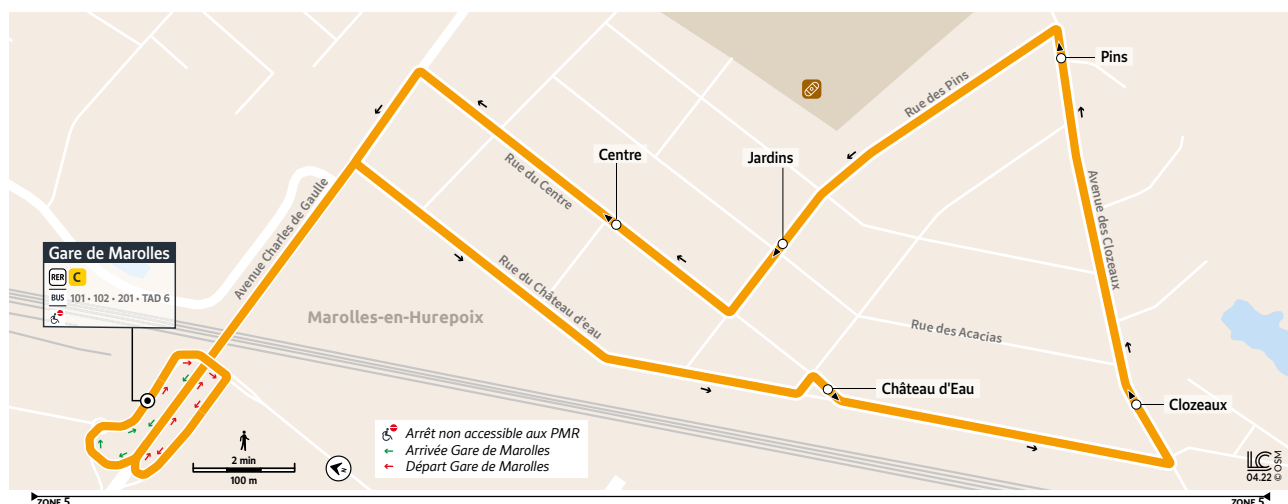 Pins
Rue des Pins
Centre
Jardins
Rue du Centre
Avenue Charles de Gaulle
Avenue des Clozeaux
Gare de Marolles
RER C
BUS 101 • 102 • 201 • TAD 6
Rue du Château d'eau
Marolles-en-Hurepoix
Rue des Acacias
Château d'Eau
Clozeaux
Arrêt non accessible aux PMR
Arrivée Gare de Marolles
Départ Gare de Marolles
2 min
100 m
LC
04.22 © OSM
ZONE 5
ZONE 5